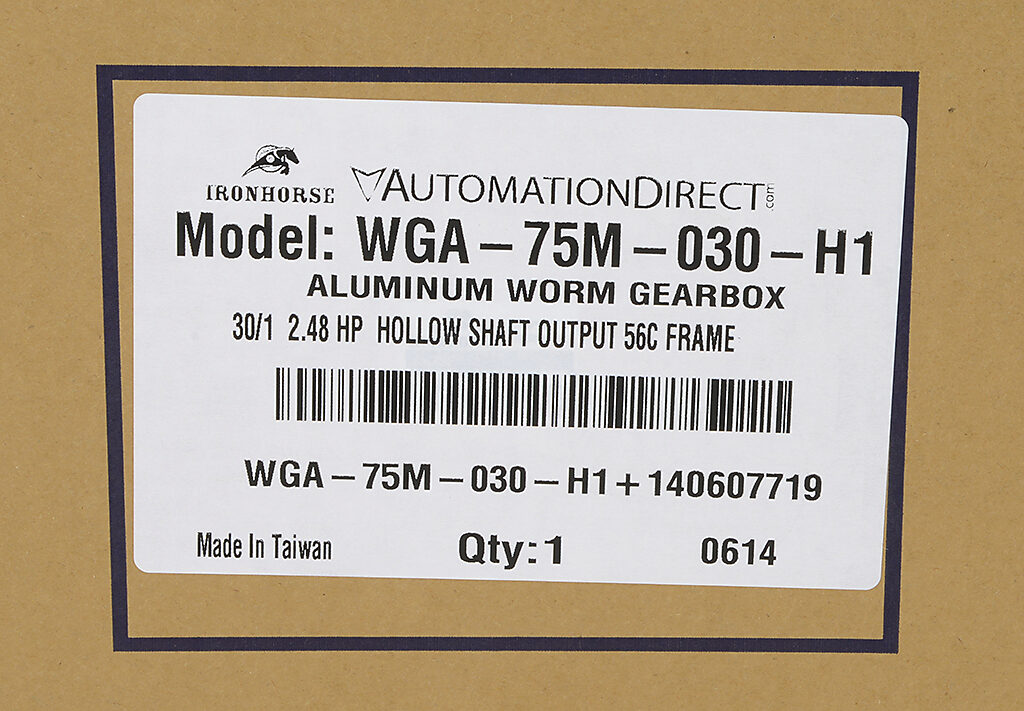 IRONHORSE
AUTOMATIONDIRECT.com
Model: WGA-75M-030-H1
ALUMINUM WORM GEARBOX
30/1 2.48 HP HOLLOW SHAFT OUTPUT 56C FRAME
WGA-75M-030-H1+140607719
Made In Taiwan Qty:1 0614